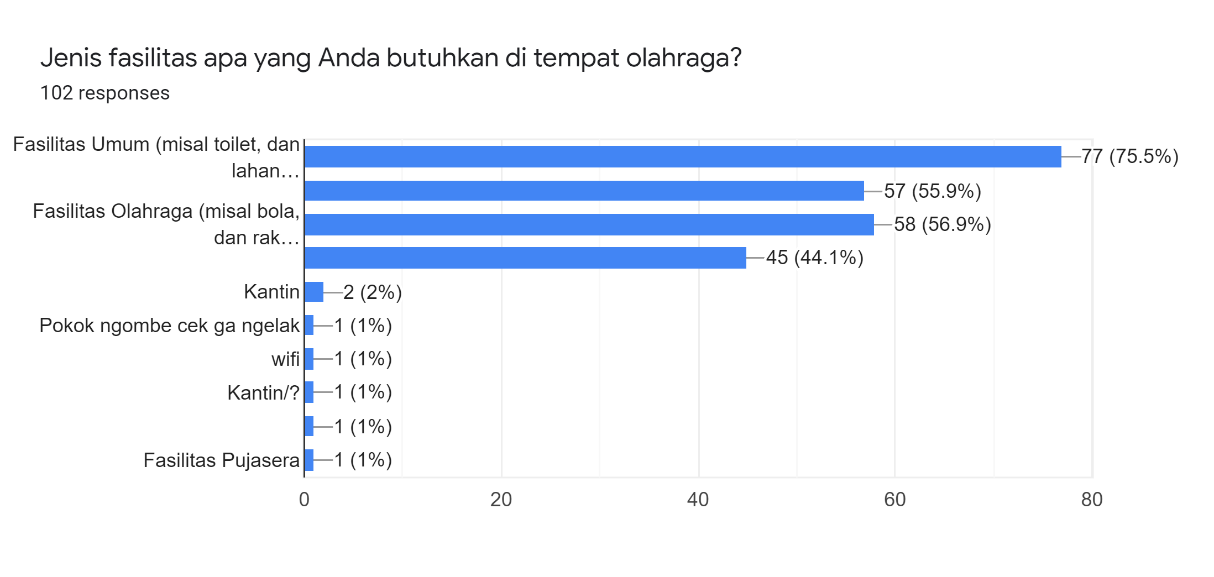 Jenis fasilitas apa yang Anda butuhkan di tempat olahraga?
102 responses
Fasilitas Umum (misal toilet, dan
lahan…
77 (75.5%)
57 (55.9%)
Fasilitas Olahraga (misal bola,
dan rak…
58 (56.9%)
45 (44.1%)
Kantin
2 (2%)
Pokok ngombe cek ga ngelak
1 (1%)
wifi
1 (1%)
Kantin/?
1 (1%)
1 (1%)
Fasilitas Pujasera
1 (1%)
0 20 40 60 80